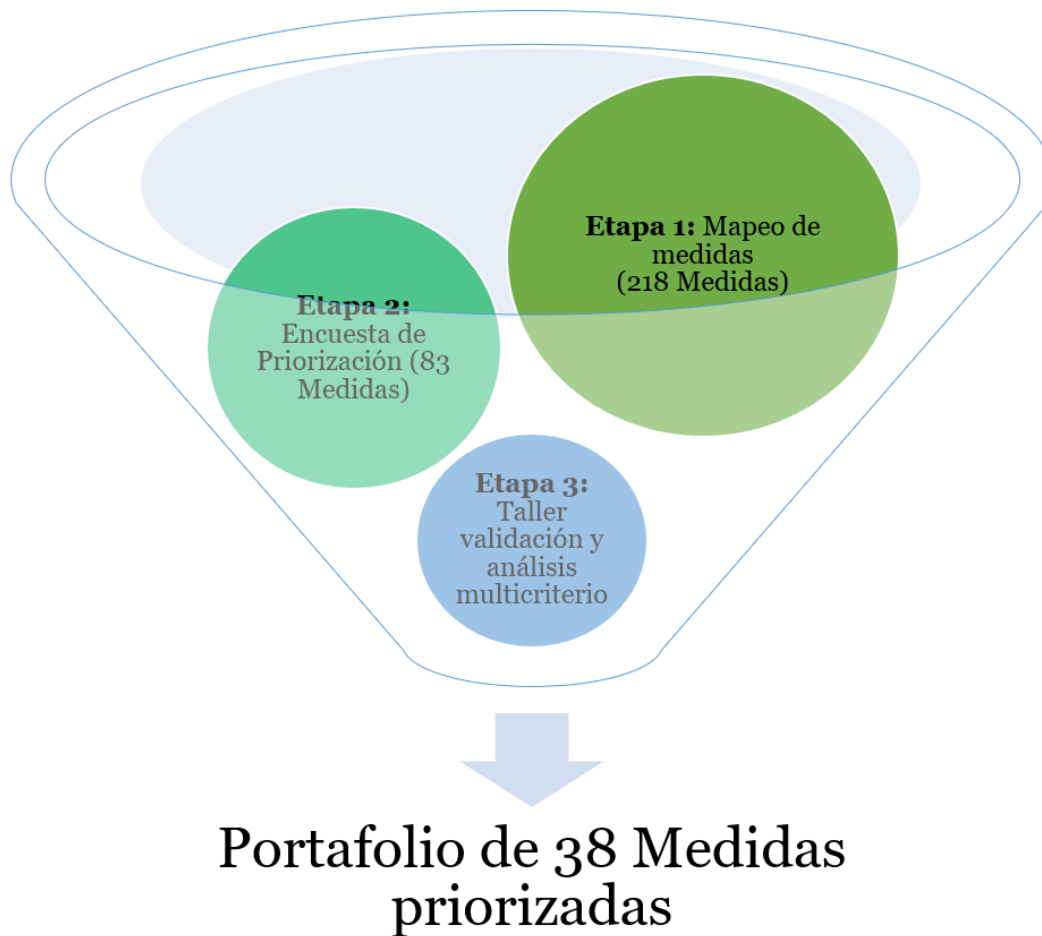 Etapa 1: Mapeo de
medidas
(218 Medidas)
Etapa 2:
Encuesta de
Priorización (83
Medidas)
Etapa 3:
Taller
validación y
análisis
multicriterio
Portafolio de 38 Medidas
priorizadas